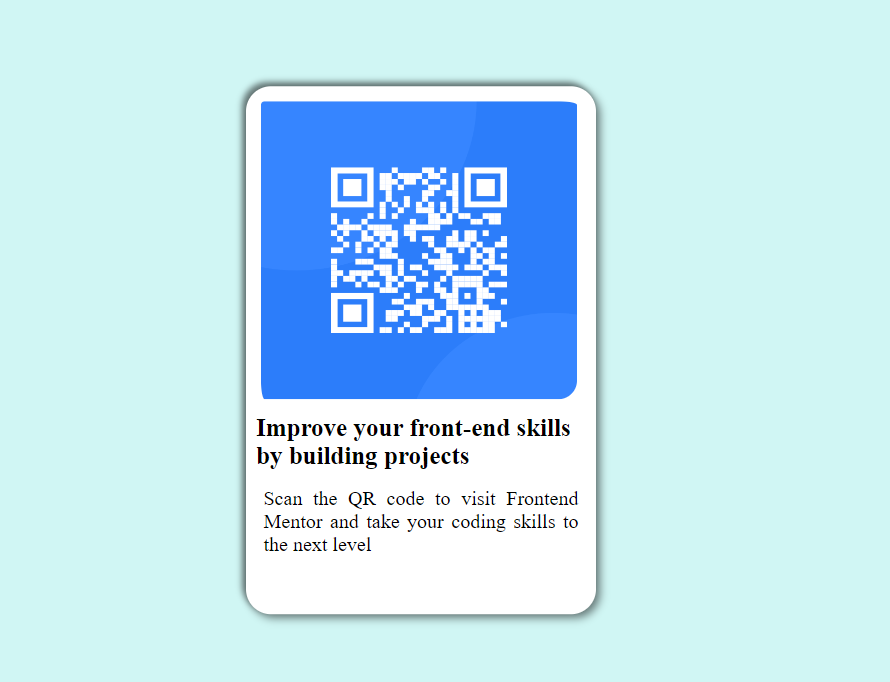 Improve your front-end skills
by building projects
Scan the QR code to visit Frontend
Mentor and take your coding skills to
the next level